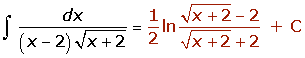 ∫ dx / ((x − 2)√(x + 2)) = 1/2 ln (√(x + 2) − 2) / (√(x + 2) + 2) + C